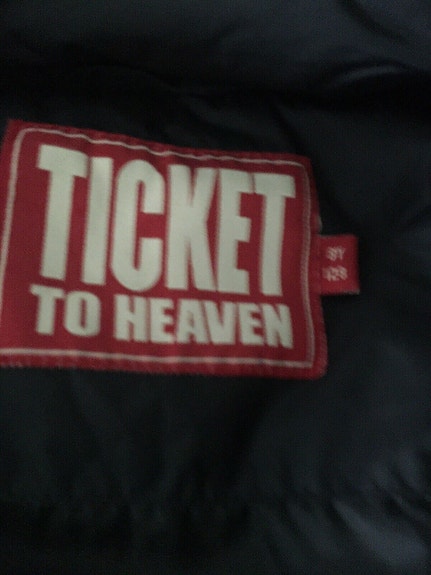 TICKET
TO HEAVEN
8Y
128